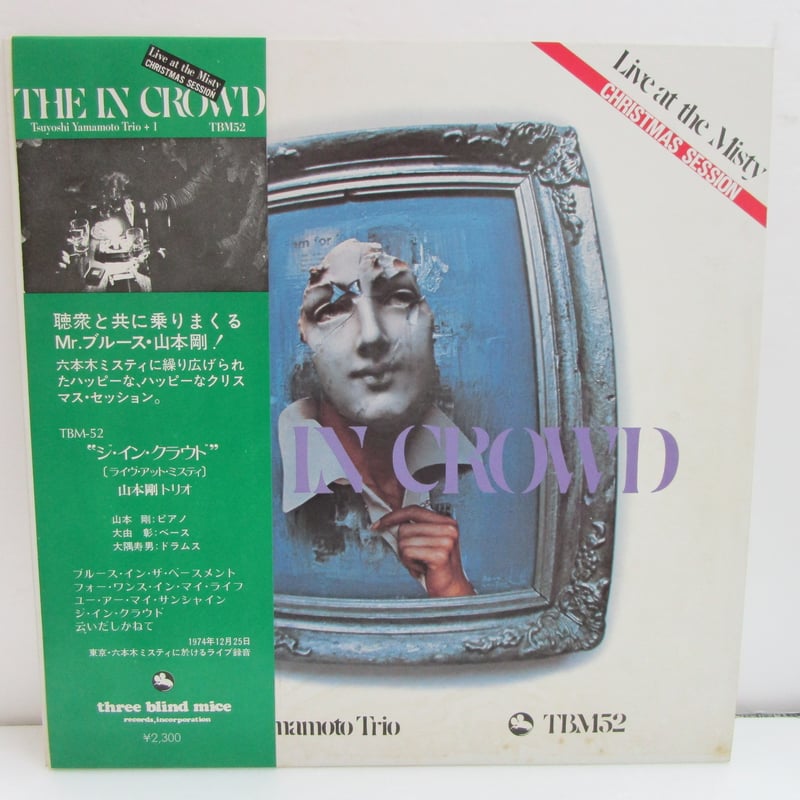 Live at the Misty
CHRISTMAS SESSION
THE IN CROWD
Tsuyoshi Yamamoto Trio + 1
TBM52
聴衆と共に乗りまくる
Mr.ブルース・山本剛!
六本木ミスティに繰り広げられ
たハッピーな、ハッピーなクリス
マス・セッション。
TBM-52
“ジ・イン・クラウド”
〔ライヴ・アット・ミスティ〕
山本剛トリオ
山本 剛:ピアノ
大由 彰:ベース
大隅寿男:ドラムス
ブルース・イン・ザ・ベースメント
フォー・ワンス・イン・マイ・ライフ
ユー・アー・マイ・サンシャイン
ジ・イン・クラウド
云いだしかねて
1974年12月25日
東京・六本木ミスティに於けるライブ録音
three blind mice
records, incorporation
¥2,300
Live at the Misty
CHRISTMAS SESSION
IN CROWD
mamoto Trio
TBM52